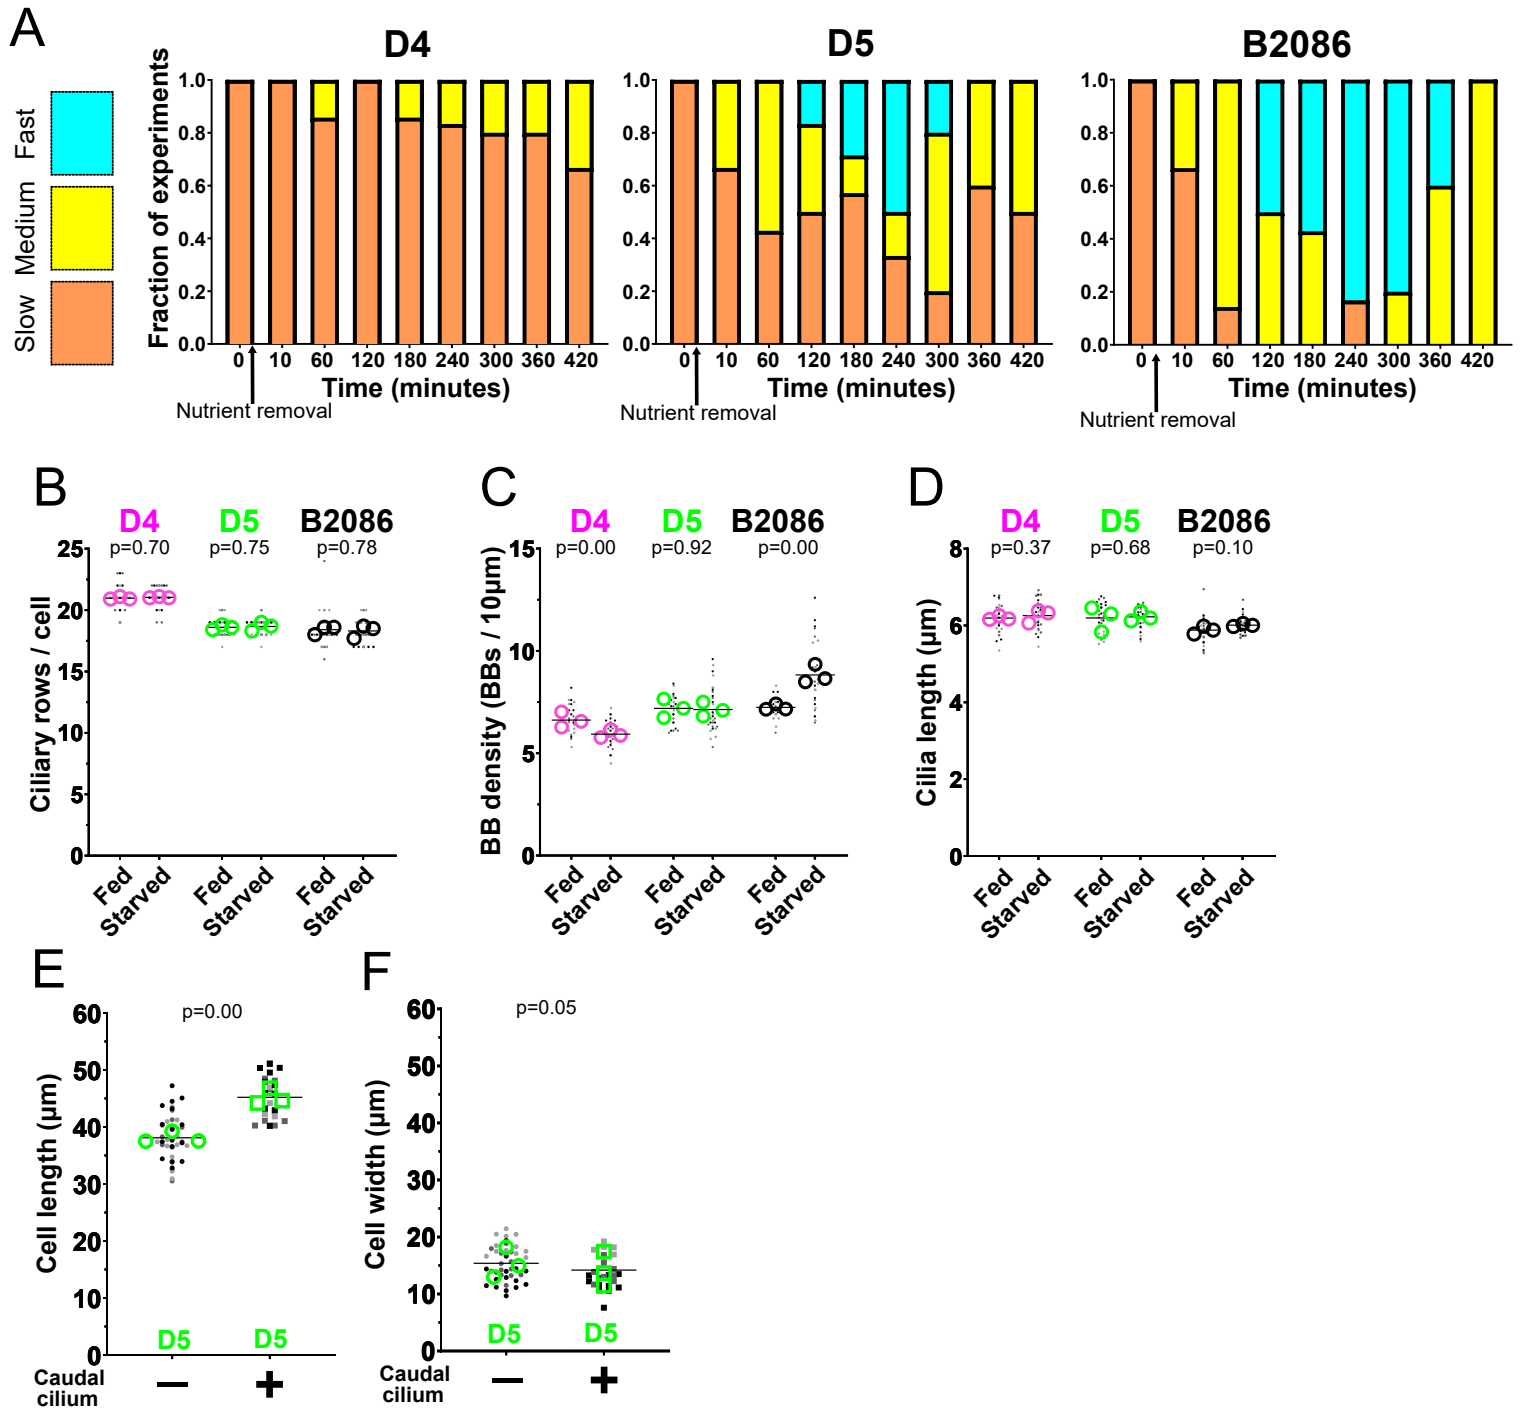 A
D4
D5
B2086
Fast
Medium
Slow
Fraction of experiments
1.0
0.8
0.6
0.4
0.2
0.0
0 10 60 120 180 240 300 360 420
Time (minutes)
Nutrient removal
1.0
0.8
0.6
0.4
0.2
0.0
0 10 60 120 180 240 300 360 420
Time (minutes)
Nutrient removal
1.0
0.8
0.6
0.4
0.2
0.0
0 10 60 120 180 240 300 360 420
Time (minutes)
Nutrient removal
B
D4 D5 B2086
p=0.70 p=0.75 p=0.78
Ciliary rows / cell
25
20
15
10
5
0
Fed
Starved
Fed
Starved
Fed
Starved
C
D4 D5 B2086
p=0.00 p=0.92 p=0.00
BB density (BBs / 10µm)
15
10
5
0
Fed
Starved
Fed
Starved
Fed
Starved
D
D4 D5 B2086
p=0.37 p=0.68 p=0.10
Cilia length (µm)
8
6
4
2
0
Fed
Starved
Fed
Starved
Fed
Starved
E
p=0.00
Cell length (µm)
60
50
40
30
20
10
0
D5 D5
Caudal
cilium
− +
F
p=0.05
Cell width (µm)
60
50
40
30
20
10
0
D5 D5
Caudal
cilium
− +